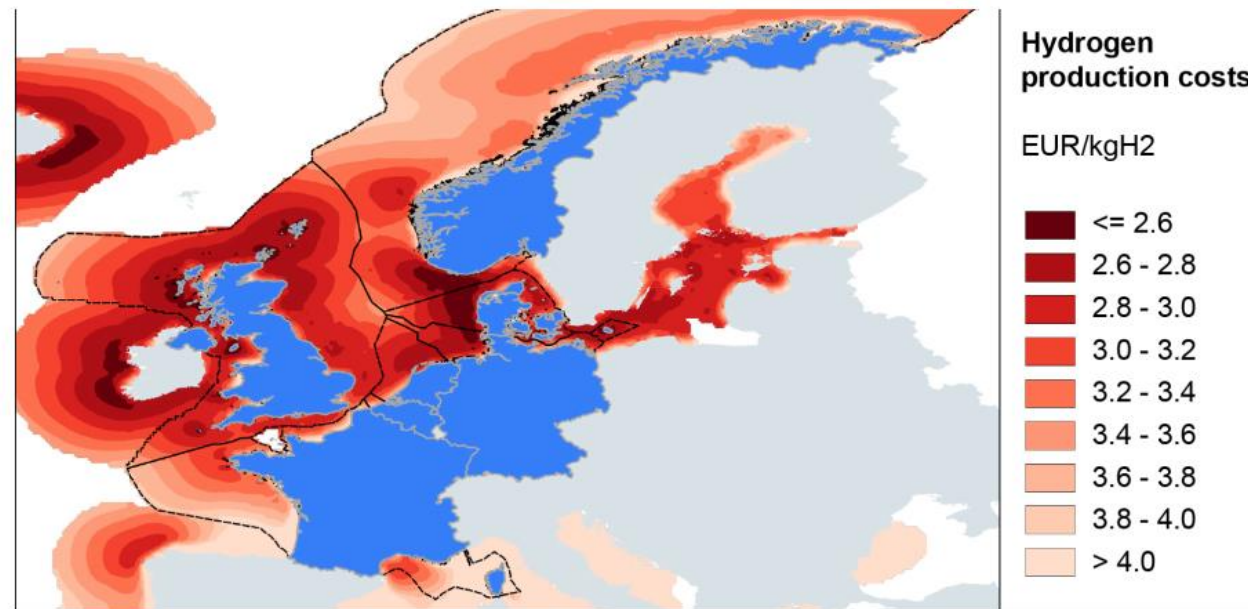 Hydrogen
production costs
EUR/kgH2
<= 2.6
2.6 - 2.8
2.8 - 3.0
3.0 - 3.2
3.2 - 3.4
3.4 - 3.6
3.6 - 3.8
3.8 - 4.0
> 4.0